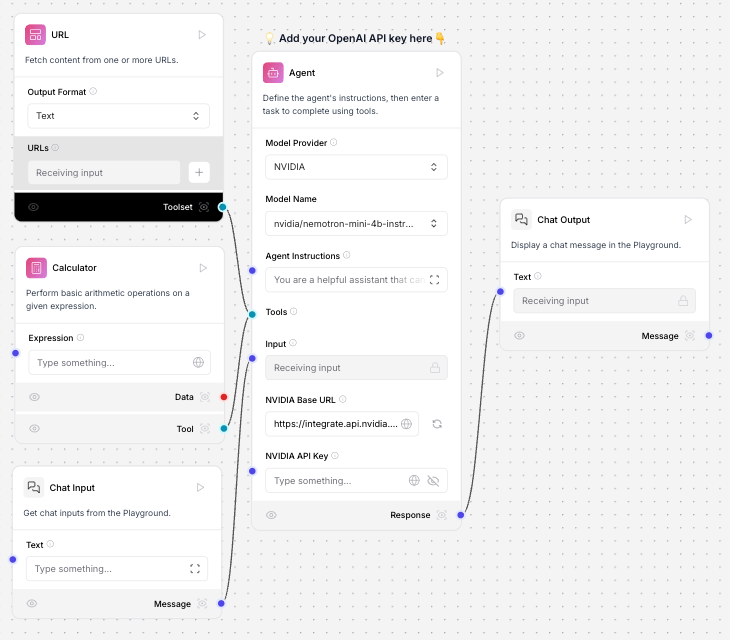 URL
Fetch content from one or more URLs.
Output Format
Text
URLs
Receiving input
Toolset
Calculator
Perform basic arithmetic operations on a
given expression.
Expression
Type something...
Data
Tool
Chat Input
Get chat inputs from the Playground.
Text
Type something...
Message
💡 Add your OpenAI API key here 👇
Agent
Define the agent's instructions, then enter a
task to complete using tools.
Model Provider
NVIDIA
Model Name
nvidia/nemotron-mini-4b-instr...
Agent Instructions
You are a helpful assistant that can
Tools
Input
Receiving input
NVIDIA Base URL
https://integrate.api.nvidia....
NVIDIA API Key
Type something...
Response
Chat Output
Display a chat message in the Playground.
Text
Receiving input
Message